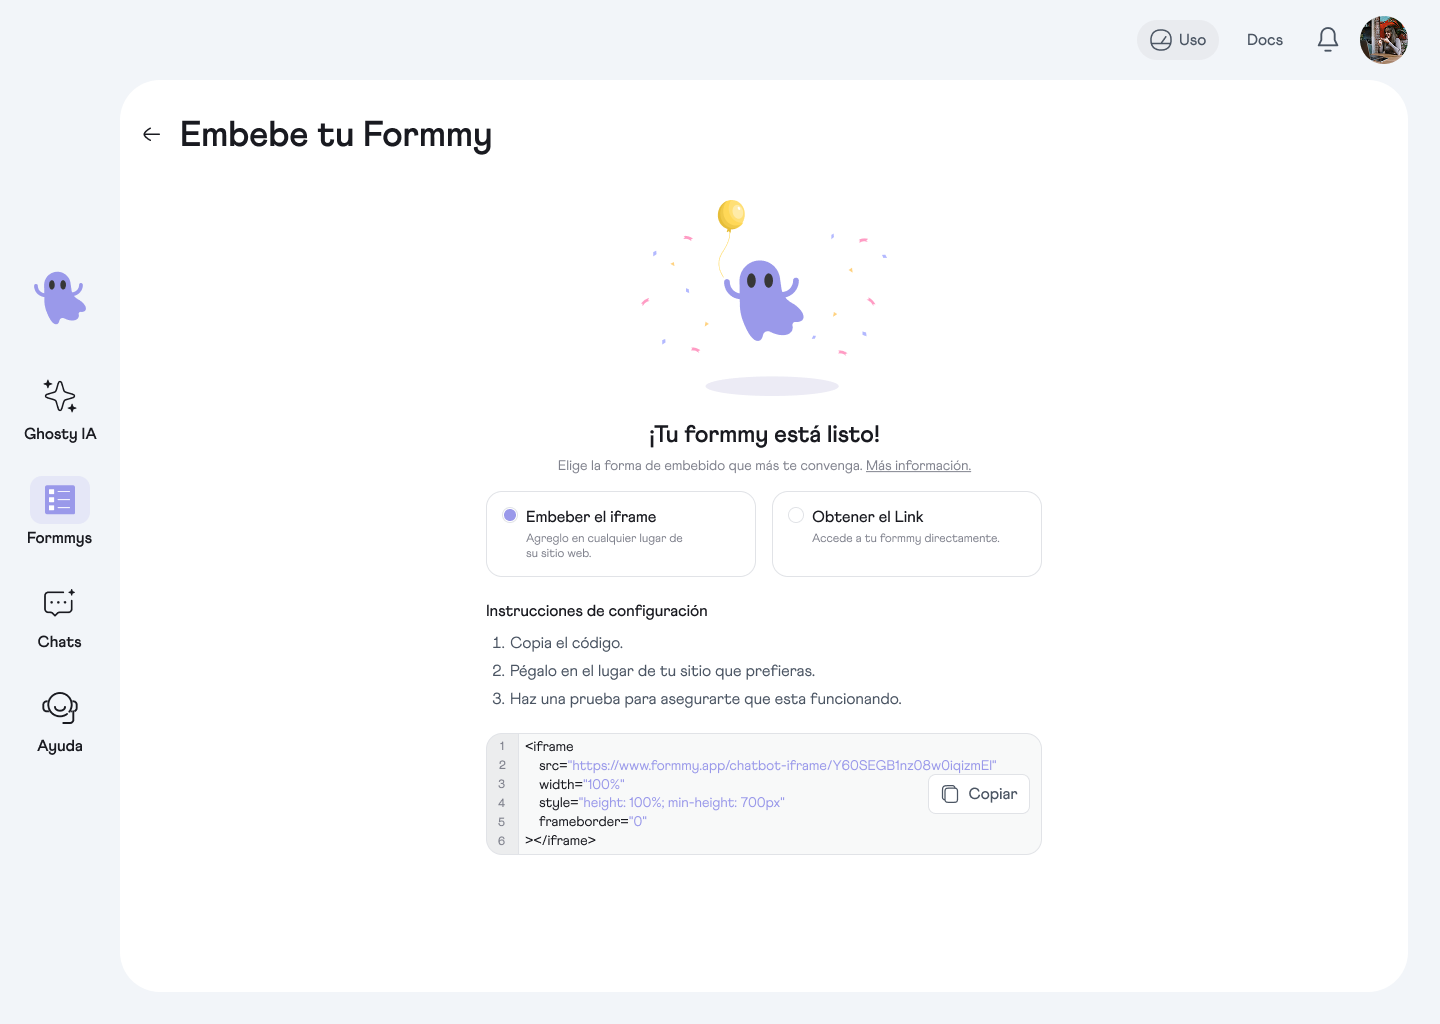 Uso
Docs
Embebe tu Formmy
Ghosty IA
Formmys
Chats
Ayuda
¡Tu formmy está listo!
Elige la forma de embebido que más te convenga. Más información.
Embeber el iframe
Agreglo en cualquier lugar de
su sitio web.
Obtener el Link
Accede a tu formmy directamente.
Instrucciones de configuración
1. Copia el código.
2. Pégalo en el lugar de tu sitio que prefieras.
3. Haz una prueba para asegurarte que esta funcionando.
1 <iframe
2 src="https://www.formmy.app/chatbot-iframe/Y60SEGB1nz08w0iqizmEl"
3 width="100%"
4 style="height: 100%; min-height: 700px"
5 frameborder="0"
6 ></iframe>
Copiar